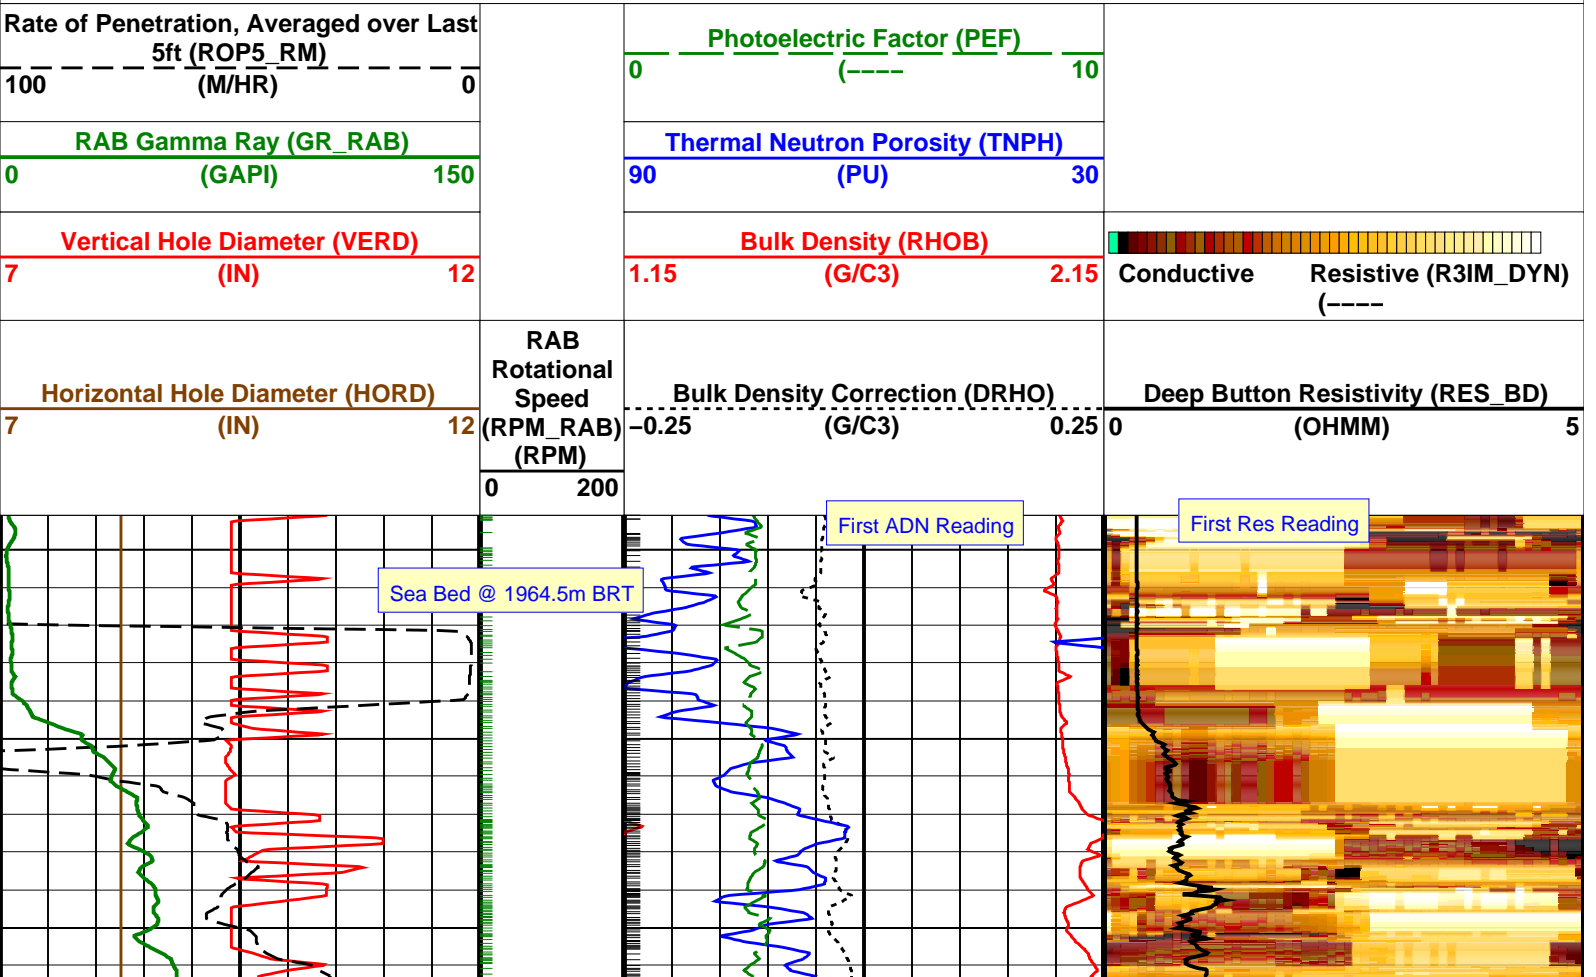 Rate of Penetration, Averaged over Last
5ft (ROP5_RM)
100 (M/HR) 0
RAB Gamma Ray (GR_RAB)
0 (GAPI) 150
Vertical Hole Diameter (VERD)
7 (IN) 12
Horizontal Hole Diameter (HORD)
7 (IN) 12
RAB
Rotational
Speed
(RPM_RAB)
(RPM)
0 200
Photoelectric Factor (PEF)
0 (---- 10
Thermal Neutron Porosity (TNPH)
90 (PU) 30
Bulk Density (RHOB)
1.15 (G/C3) 2.15
Bulk Density Correction (DRHO)
−0.25 (G/C3) 0.25
Conductive Resistive (R3IM_DYN)
(----
Deep Button Resistivity (RES_BD)
0 (OHMM) 5
First ADN Reading
First Res Reading
Sea Bed @ 1964.5m BRT